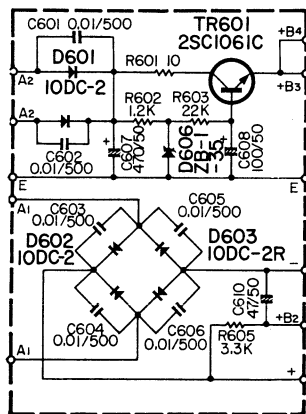 C601 0.01/500
TR601
2SC1061C
+B4
D601
10DC-2
R601 10
A2
+B3
R602
1.2K
R603
22K
A2
C602
0.01/500
+
C607
470/50
D606
ZB-1
-35
+
C608
100/50
E
E
A1
C603
0.01/500
C605
0.01/500
D602
10DC-2
D603
10DC-2R
-
C610
47/50
+
+B2
C604
0.01/500
C606
0.01/500
R605
3.3K
A1
+